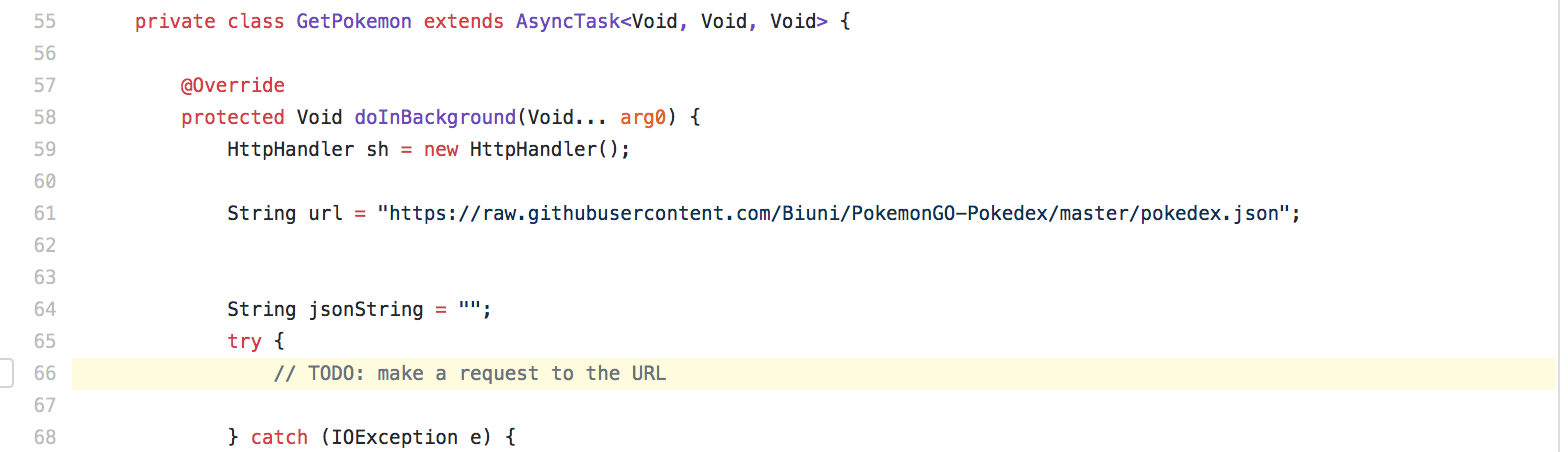 55 private class GetPokemon extends AsyncTask<Void, Void, Void> {
56
57 @Override
58 protected Void doInBackground(Void... arg0) {
59 HttpHandler sh = new HttpHandler();
60
61 String url = "https://raw.githubusercontent.com/Biuni/PokemonGO-Pokedex/master/pokedex.json";
62
63
64 String jsonString = "";
65 try {
66 // TODO: make a request to the URL
67
68 } catch (IOException e) {